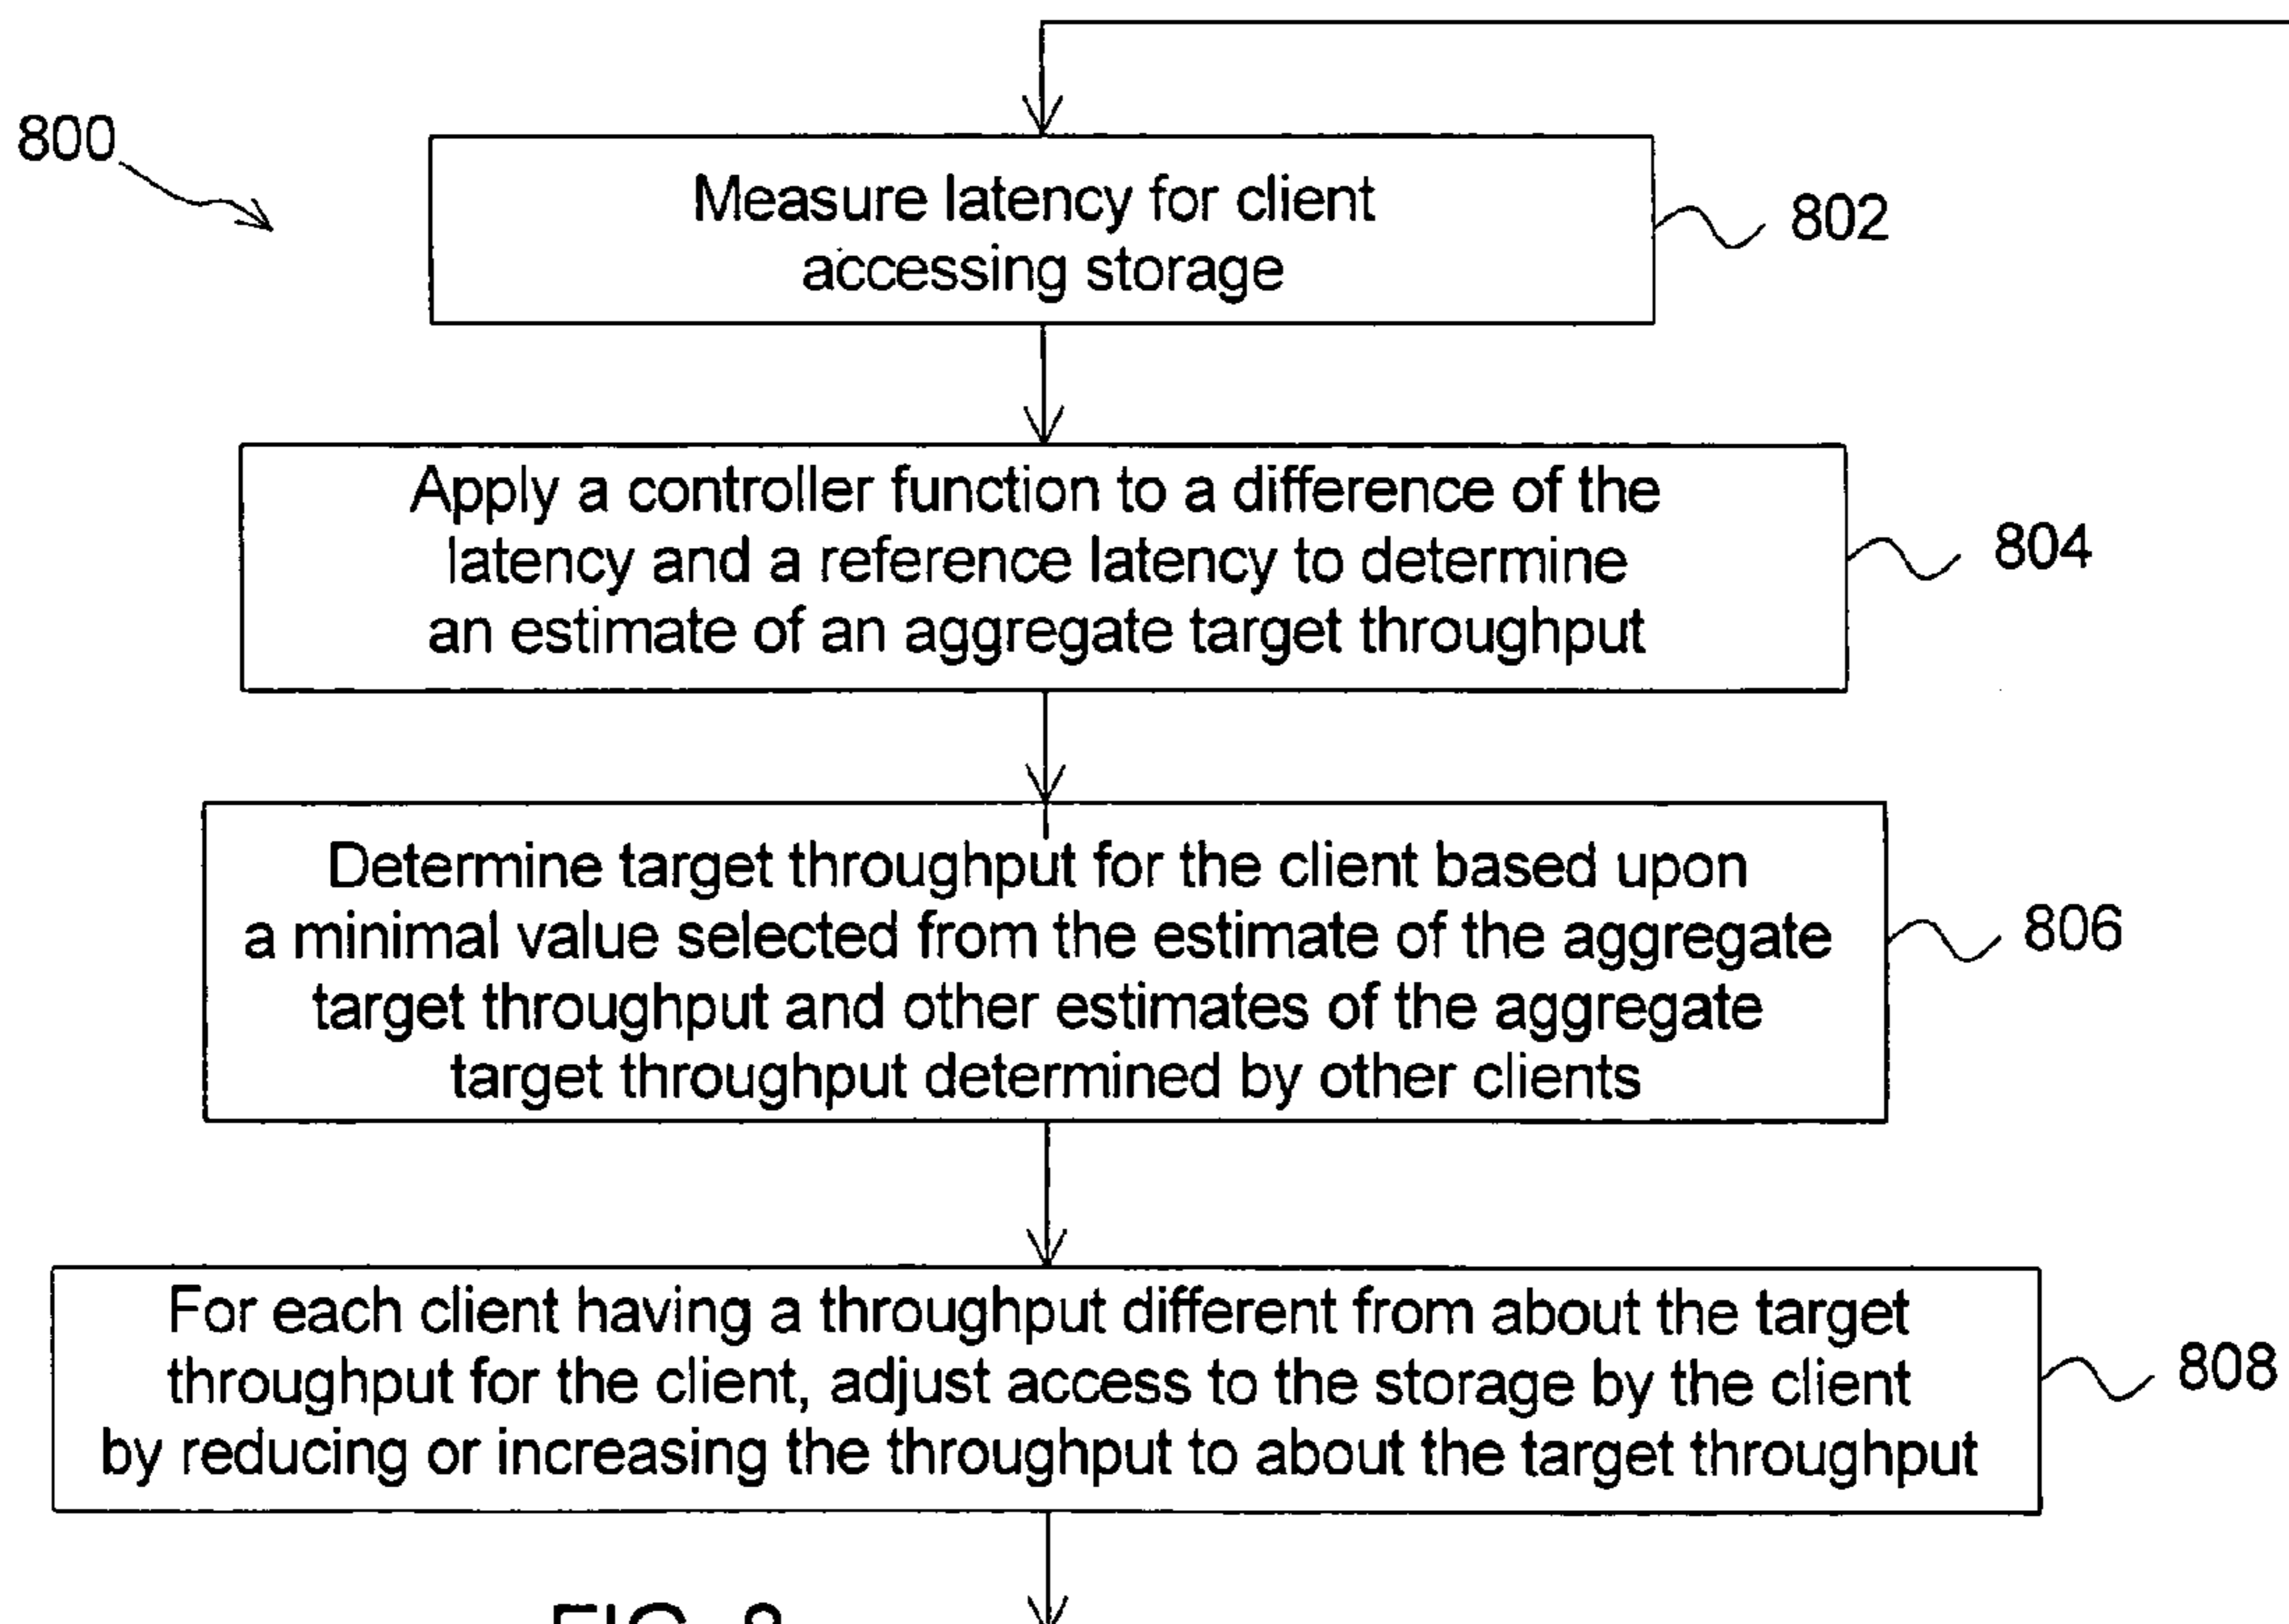 800
Measure latency for client
accessing storage
802
Apply a controller function to a difference of the
latency and a reference latency to determine
an estimate of an aggregate target throughput
804
Determine target throughput for the client based upon
a minimal value selected from the estimate of the aggregate
target throughput and other estimates of the aggregate
target throughput determined by other clients
806
For each client having a throughput different from about the target
throughput for the client, adjust access to the storage by the client
by reducing or increasing the throughput to about the target throughput
808